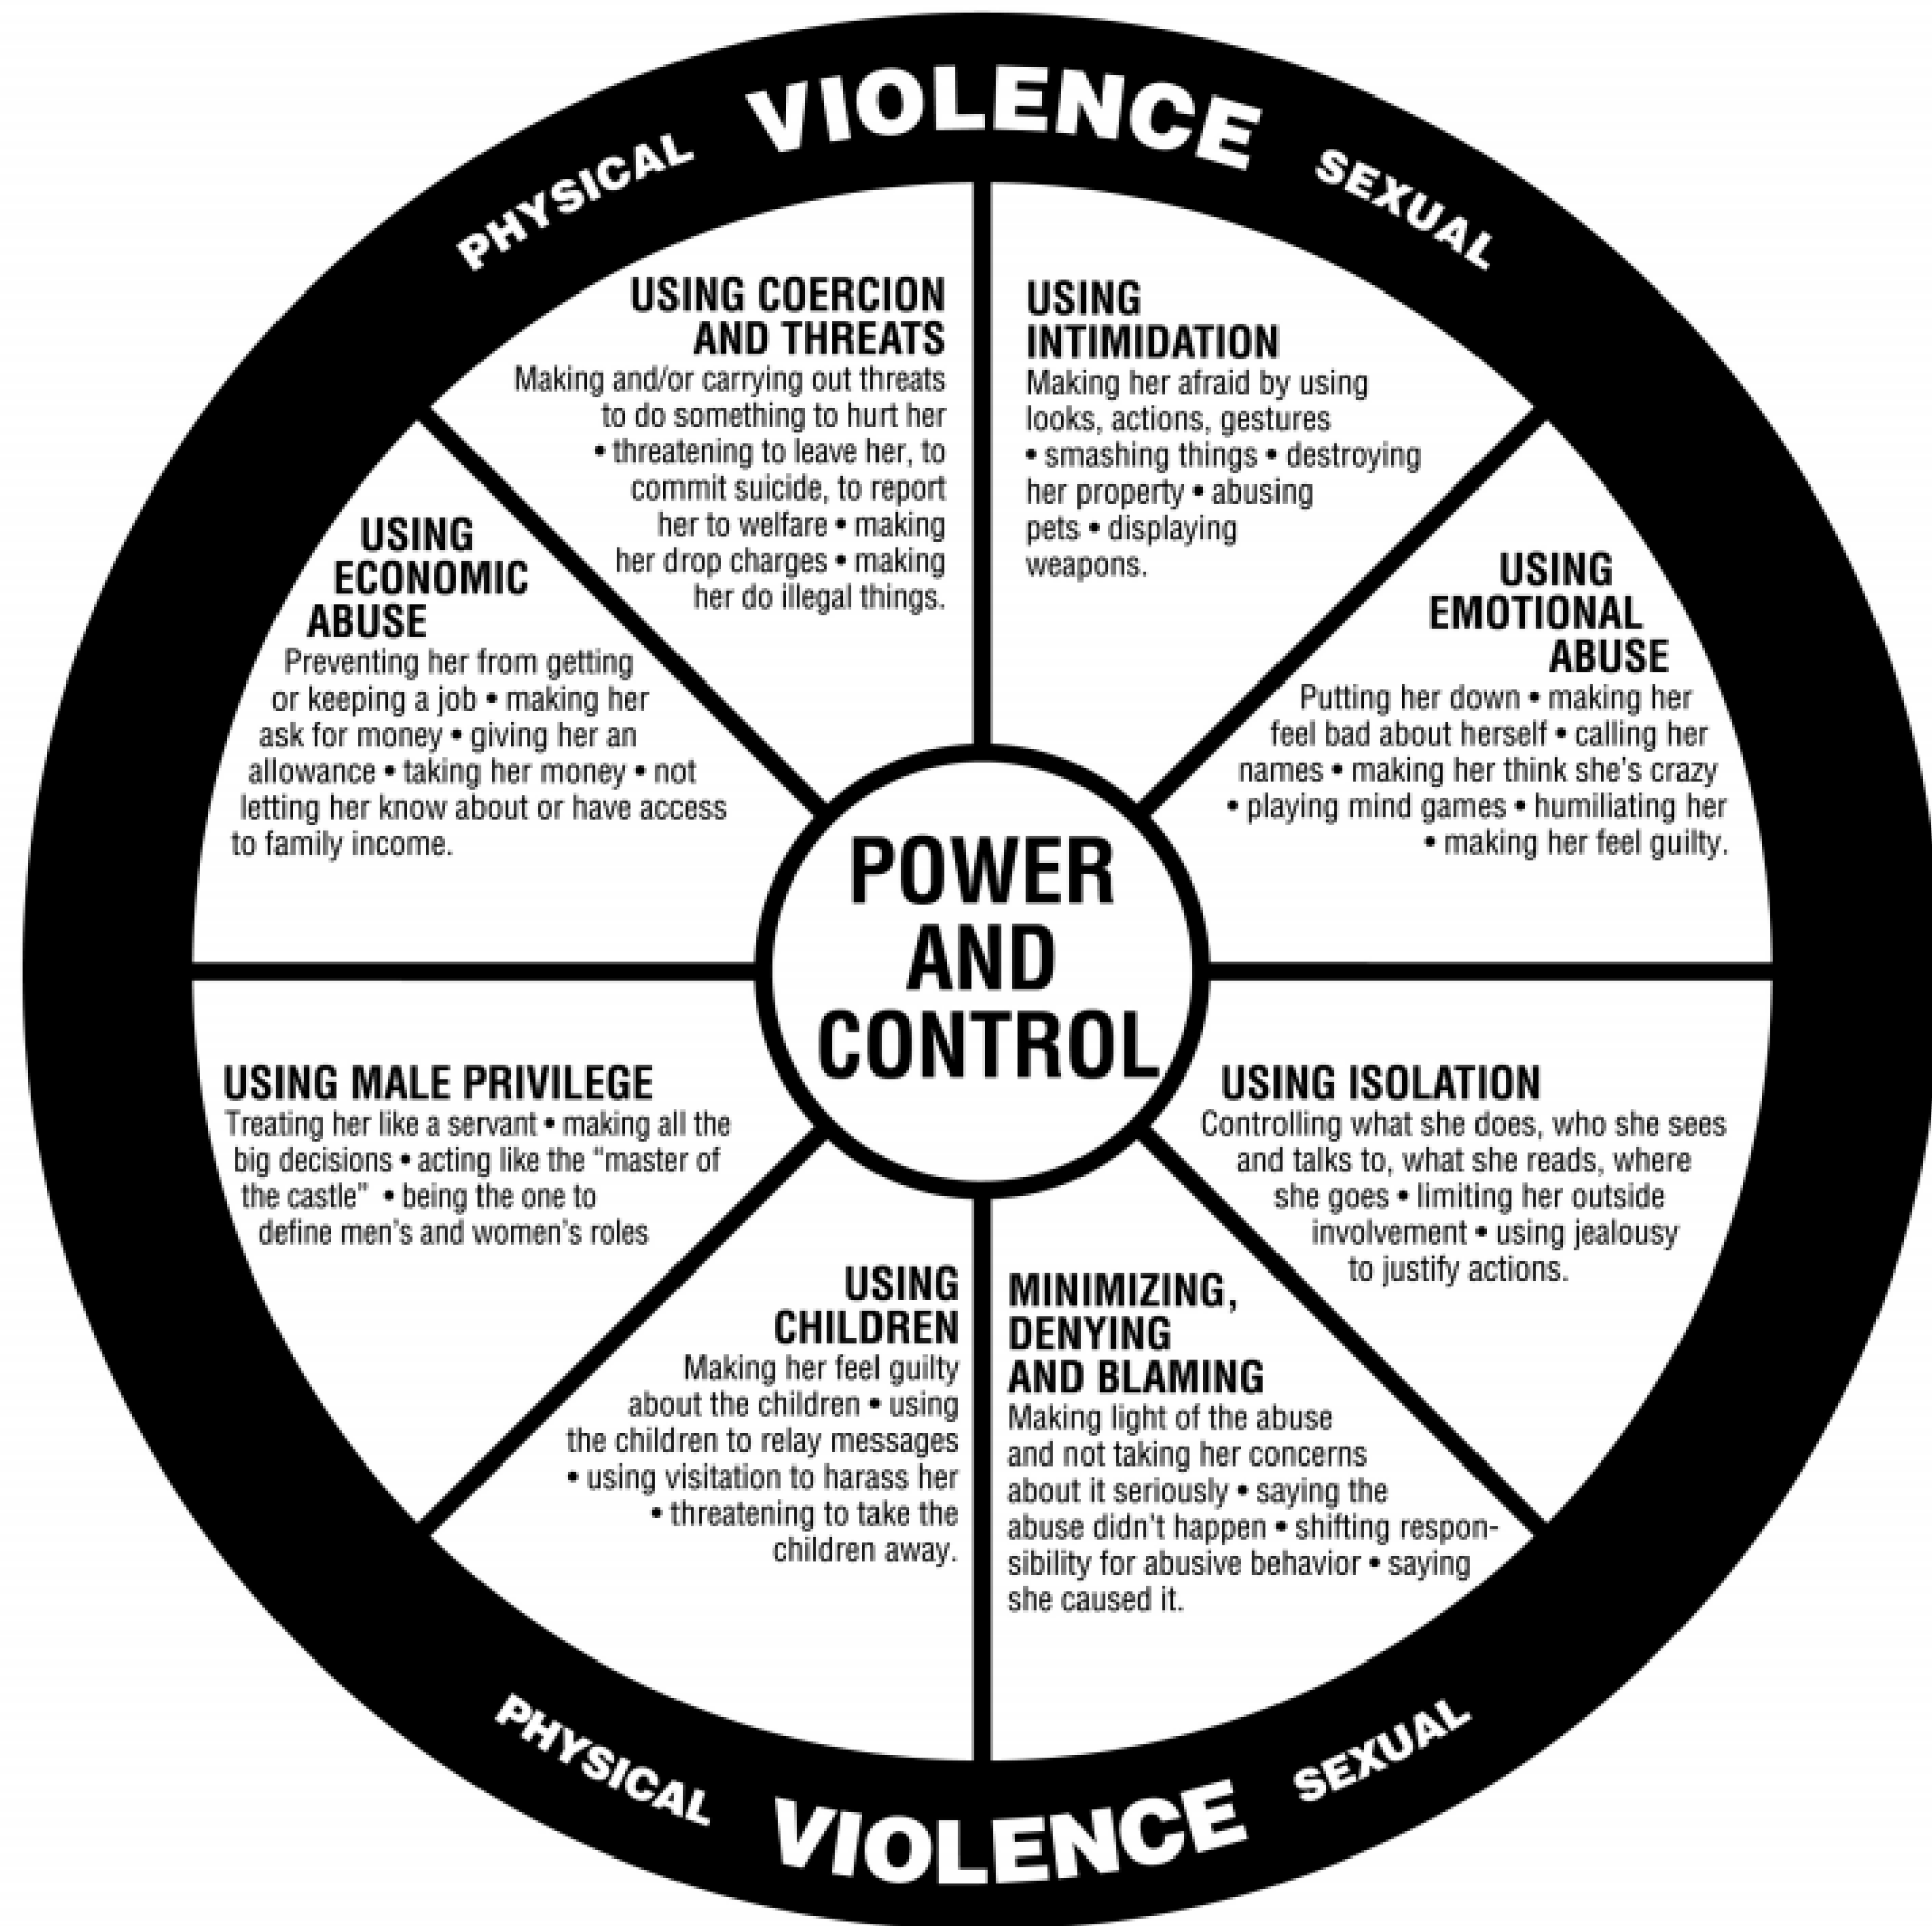 PHYSICAL VIOLENCE SEXUAL
USING COERCION
AND THREATS
Making and/or carrying out threats
to do something to hurt her
• threatening to leave her, to
commit suicide, to report
her to welfare • making
her drop charges • making
her do illegal things.
USING
INTIMIDATION
Making her afraid by using
looks, actions, gestures
• smashing things • destroying
her property • abusing
pets • displaying
weapons.
USING
EMOTIONAL
ABUSE
Putting her down • making her
feel bad about herself • calling her
names • making her think she's crazy
• playing mind games • humiliating her
• making her feel guilty.
USING ISOLATION
Controlling what she does, who she sees
and talks to, what she reads, where
she goes • limiting her outside
involvement • using jealousy
to justify actions.
MINIMIZING,
DENYING
AND BLAMING
Making light of the abuse
and not taking her concerns
about it seriously • saying the
abuse didn't happen • shifting respon-
sibility for abusive behavior • saying
she caused it.
USING
CHILDREN
Making her feel guilty
about the children • using
the children to relay messages
• using visitation to harass her
• threatening to take the
children away.
USING MALE PRIVILEGE
Treating her like a servant • making all the
big decisions • acting like the "master of
the castle" • being the one to
define men's and women's roles
USING
ECONOMIC
ABUSE
Preventing her from getting
or keeping a job • making her
ask for money • giving her an
allowance • taking her money • not
letting her know about or have access
to family income.
POWER
AND
CONTROL
PHYSICAL VIOLENCE SEXUAL